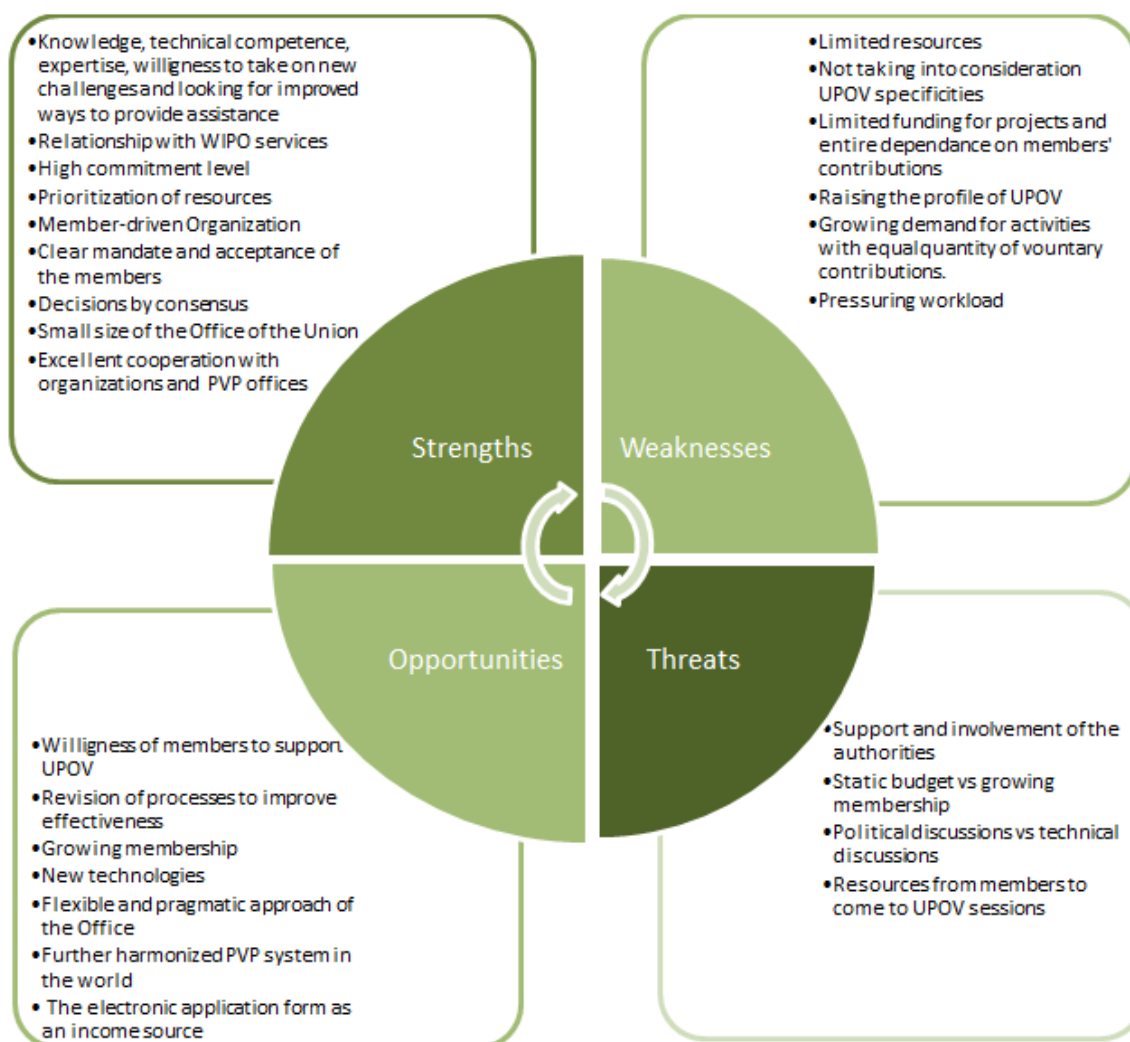 •Knowledge, technical competence,
expertise, willigness to take on new
challenges and looking for improved
ways to provide assistance
•Relationship with WIPO services
•High commitment level
•Prioritization of resources
•Member-driven Organization
•Clear mandate and acceptance of
the members
•Decisions by consensus
•Small size of the Office of the Union
•Excellent cooperation with
organizations and PVP offices
•Limited resources
•Not taking into consideration
UPOV specificities
•Limited funding for projects and
entire dependance on members'
contributions
•Raising the profile of UPOV
•Growing demand for activities
with equal quantity of vountary
contributions.
•Pressuring workload
Strengths
Weaknesses
Opportunities
Threats
•Willigness of members to support
UPOV
•Revision of processes to improve
effectiveness
•Growing membership
•New technologies
•Flexible and pragmatic approach of
the Office
•Further harmonized PVP system in
the world
• The electronic application form as
an income source
•Support and involvement of the
authorities
•Static budget vs growing
membership
•Political discussions vs technical
discussions
•Resources from members to
come to UPOV sessions